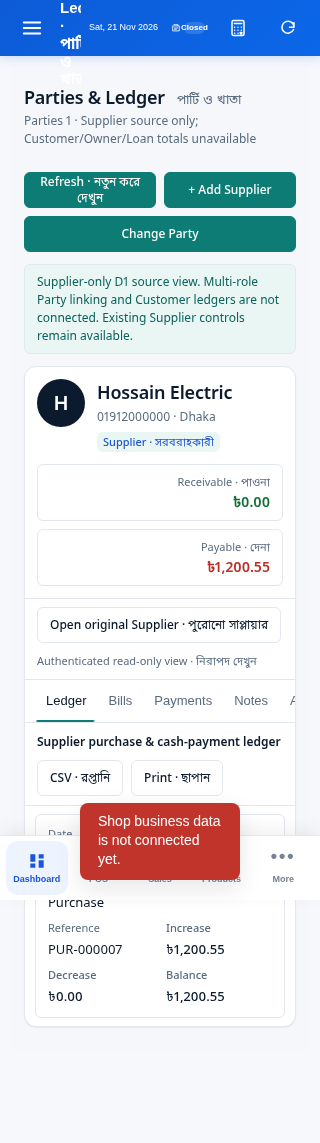 Sat, 21 Nov 2026
Closed
Parties & Ledger পার্টি ও খাতা
Parties 1 · Supplier source only;
Customer/Owner/Loan totals unavailable
Refresh · নতুন করে
দেখুন
+ Add Supplier
Change Party
Supplier-only D1 source view. Multi-role
Party linking and Customer ledgers are not
connected. Existing Supplier controls
remain available.
H
Hossain Electric
01912000000 · Dhaka
Supplier · সরবরাহকারী
Receivable · পাওনা
৳0.00
Payable · দেনা
৳1,200.55
Open original Supplier · পুরোনো সাপ্লায়ার
Authenticated read-only view · নিরাপদ দেখুন
Ledger Bills Payments Notes
Supplier purchase & cash-payment ledger
CSV · রপ্তানি
Print · ছাপান
Date
Shop business data
is not connected
yet.
Dashboard
More
Purchase
Reference Increase
PUR-000007 ৳1,200.55
Decrease Balance
৳0.00 ৳1,200.55